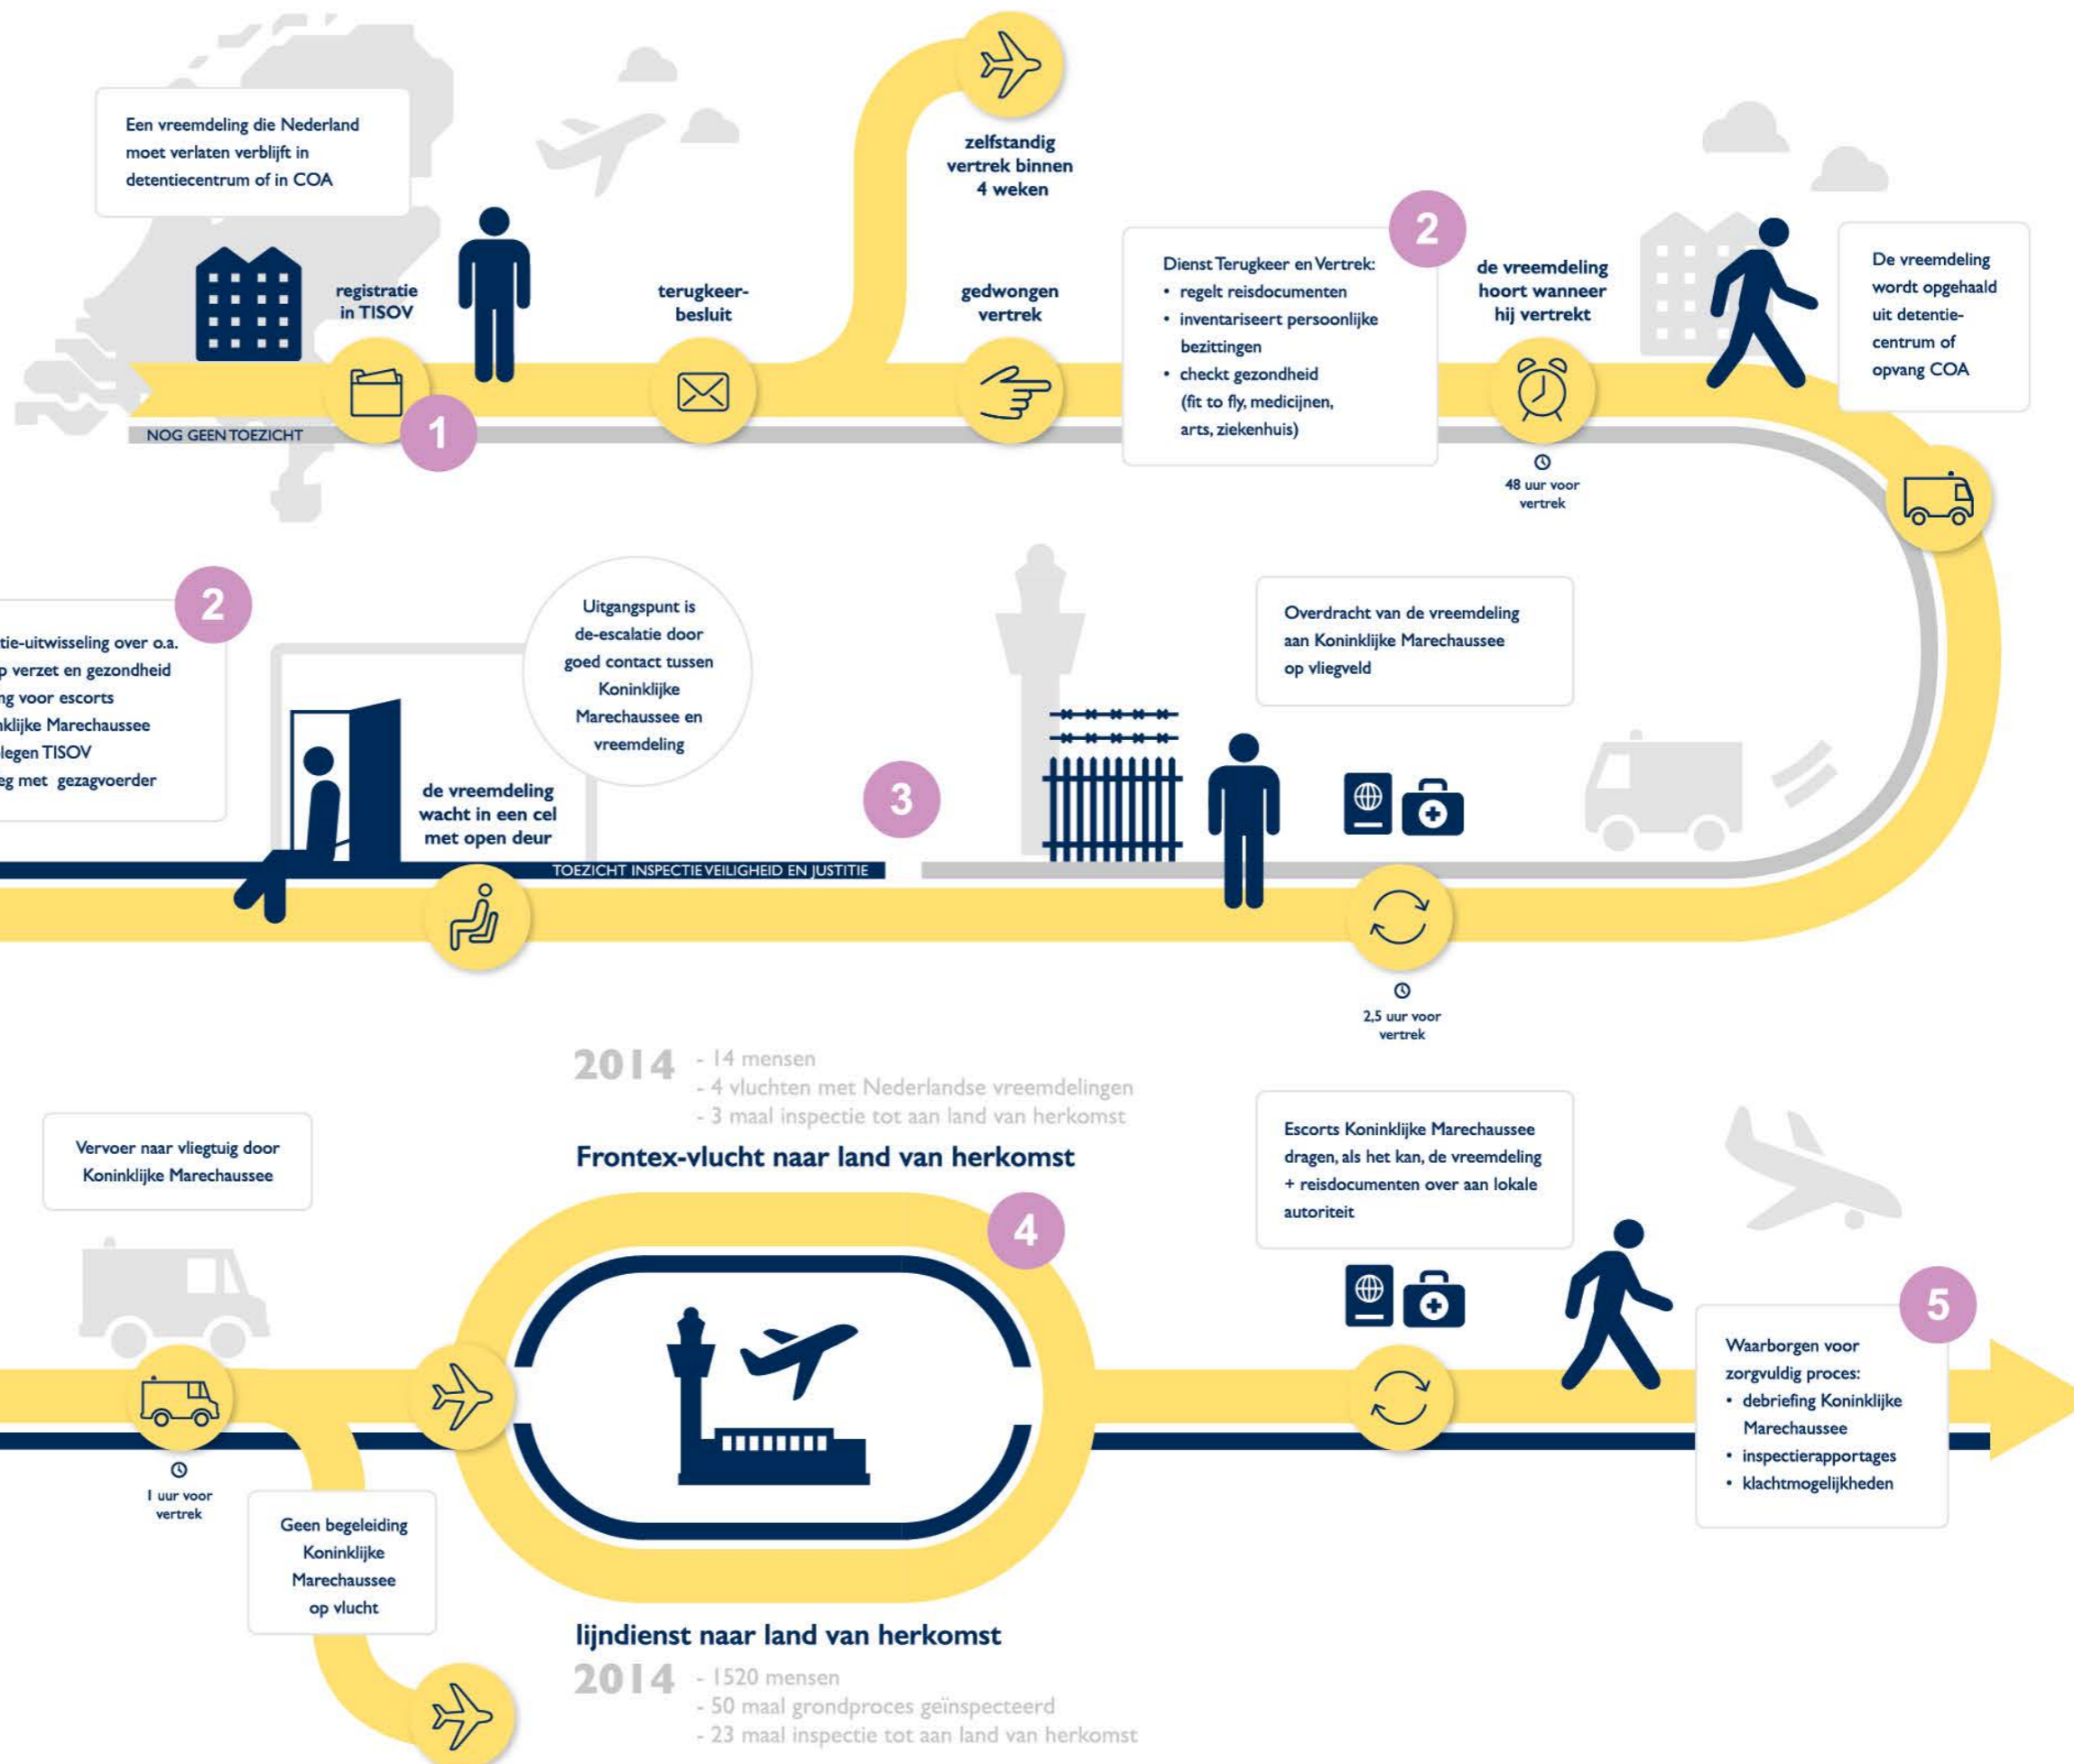 Een vreemdeling die Nederland
moet verlaten verblijft in
detentiecentrum of in COA
registratie
in TISOV
NOG GEEN TOEZICHT
1
terugkeer-
besluit
zelfstandig
vertrek binnen
4 weken
gedwongen
vertrek
2
Dienst Terugkeer en Vertrek:
• regelt reisdocumenten
• inventariseert persoonlijke
bezittingen
• checkt gezondheid
(fit to fly, medicijnen,
arts, ziekenhuis)
de vreemdeling
hoort wanneer
hij vertrekt
48 uur voor
vertrek
De vreemdeling
wordt opgehaald
uit detentie-
centrum of
opvang COA
Overdracht van de vreemdeling
aan Koninklijke Marechaussee
op vliegveld
2,5 uur voor
vertrek
3
TOEZICHT INSPECTIE VEILIGHEID EN JUSTITIE
Uitgangspunt is
de-escalatie door
goed contact tussen
Koninklijke
Marechaussee en
vreemdeling
de vreemdeling
wacht in een cel
met open deur
2
tie-uitwisseling over o.a.
p verzet en gezondheid
ng voor escorts
nklijke Marechaussee
legen TISOV
eg met gezagvoerder
Vervoer naar vliegtuig door
Koninklijke Marechaussee
1 uur voor
vertrek
Geen begeleiding
Koninklijke
Marechaussee
op vlucht
2014
- 14 mensen
- 4 vluchten met Nederlandse vreemdelingen
- 3 maal inspectie tot aan land van herkomst
Frontex-vlucht naar land van herkomst
4
lijndienst naar land van herkomst
2014
- 1520 mensen
- 50 maal grondproces geïnspecteerd
- 23 maal inspectie tot aan land van herkomst
Escorts Koninklijke Marechaussee
dragen, als het kan, de vreemdeling
+ reisdocumenten over aan lokale
autoriteit
5
Waarborgen voor
zorgvuldig proces:
• debriefing Koninklijke
Marechaussee
• inspectierapportages
• klachtmogelijkheden